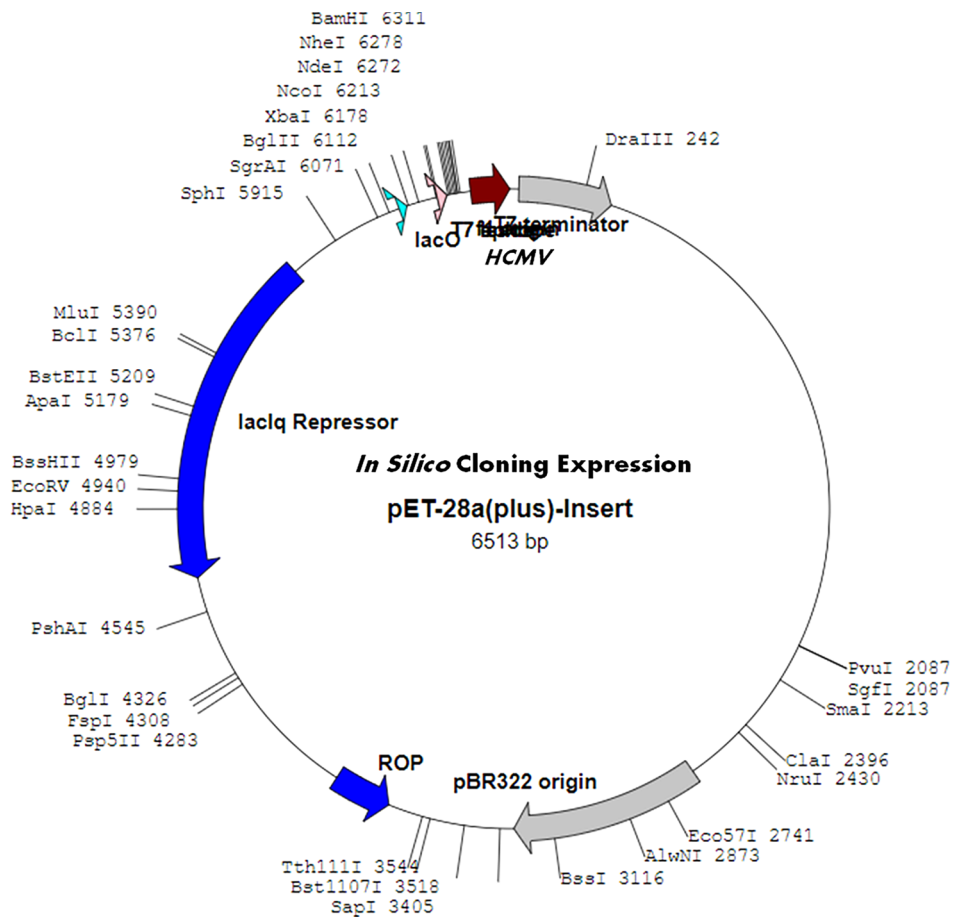 BamHI 6311
NheI 6278
NdeI 6272
NcoI 6213
XbaI 6178
BglII 6112
SgrAI 6071
SphI 5915
DraIII 242
lacO
T7 terminator
HCMV
MluI 5390
BclI 5376
BstEII 5209
ApaI 5179
lacIq Repressor
BssHII 4979
EcoRV 4940
HpaI 4884
In Silico Cloning Expression
pET-28a(plus)-Insert
6513 bp
PshAI 4545
PvuI 2087
SgfI 2087
SmaI 2213
BglI 4326
FspI 4308
Psp5II 4283
ClaI 2396
NruI 2430
ROP
pBR322 origin
Eco57I 2741
AlwNI 2873
BssI 3116
Tth111I 3544
Bst1107I 3518
SapI 3405